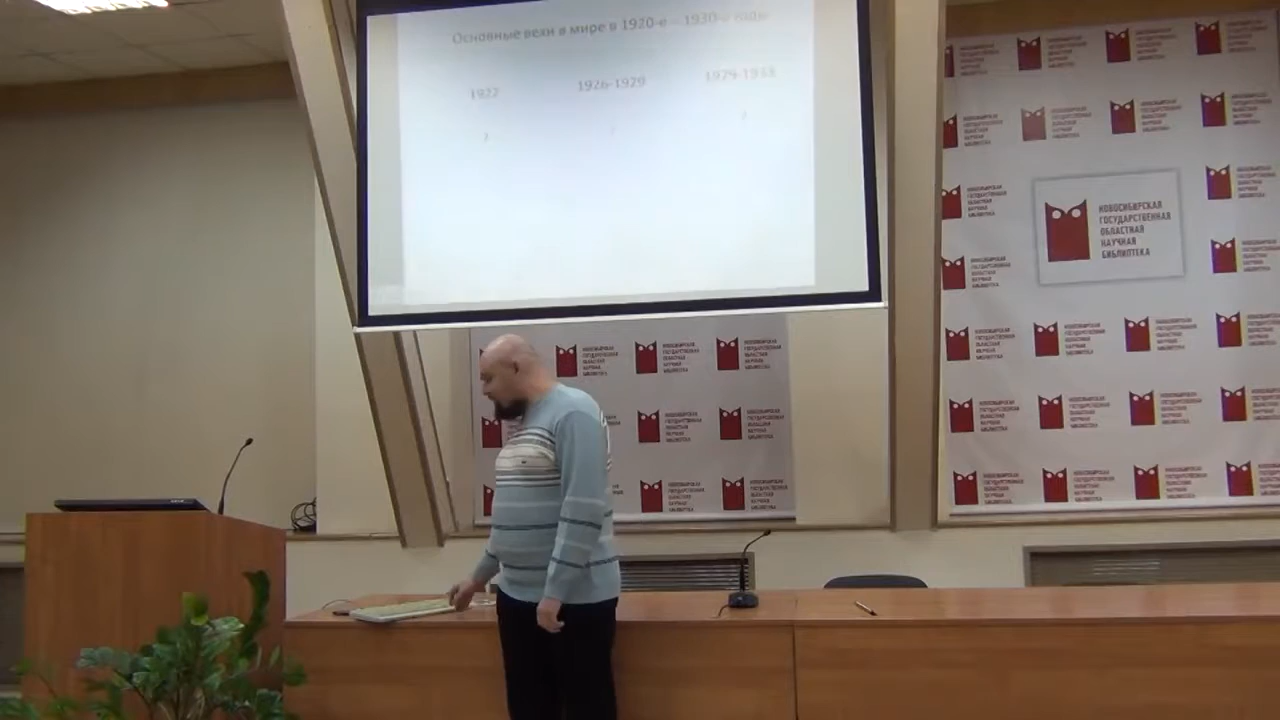 Основные вехи в мире в 1920-е – 1930-е годы
1922
1926-1929
1929-1933
?
?
НОВОСИБИРСКАЯ
ГОСУДАРСТВЕННАЯ
ОБЛАСТНАЯ
НАУЧНАЯ
БИБЛИОТЕКА